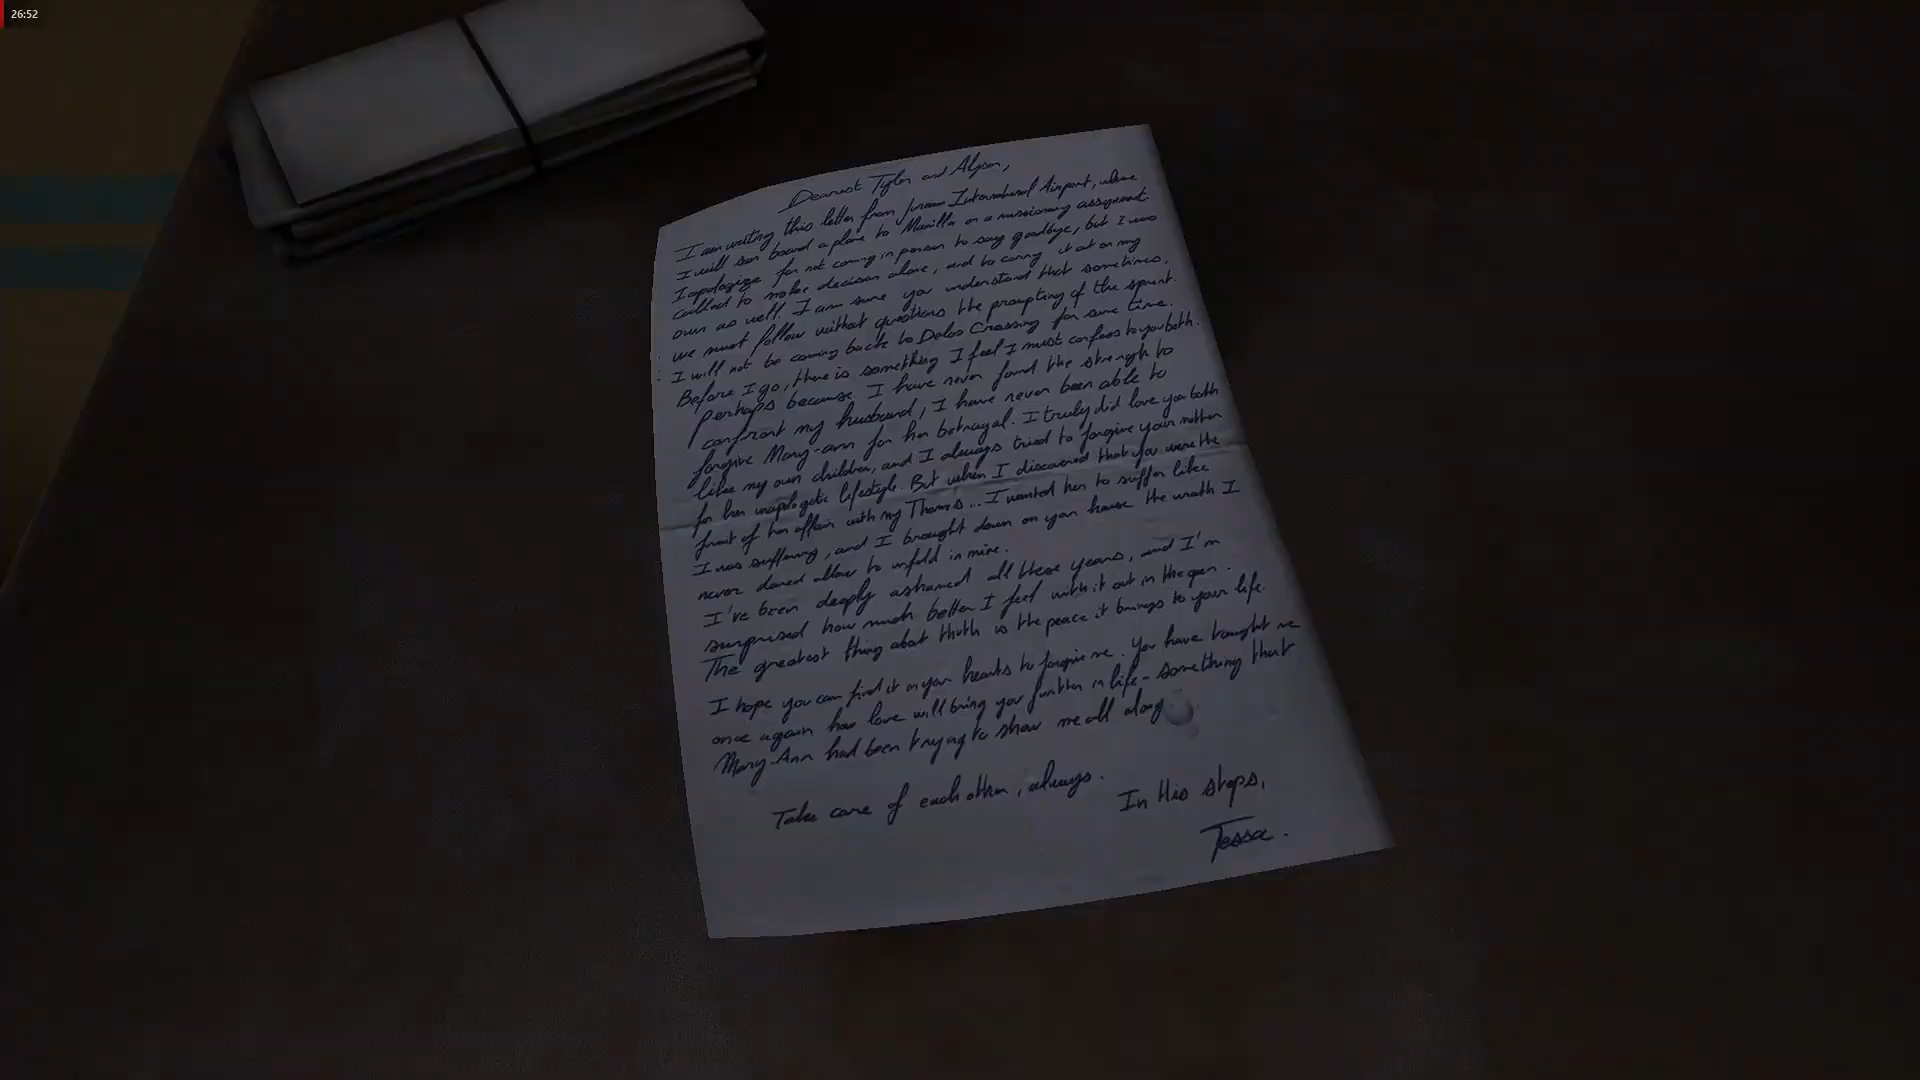 26:52
Dearest Tyler and Alyson,
I am writing this letter from Juneau International Airport, where
I will soon board a plane to Manilla on a missionary assignment.
I apologize for not coming in person to say goodbye, but I was
called to make decision alone, and to carry it out on my
own as well. I am sure you understand that sometimes,
we must follow without questions the prompting of the spirit.
I will not be coming back to Delos Crossing for some time.
Before I go, there is something I feel I must confess to you both.
perhaps because I have never found the strength to
confront my husband, I have never been able to
forgive Mary-ann for her betrayal. I truly did love you both
like my own children, and I always tried to forgive your mother
for her unapologetic lifestyle. But when I discovered that you were the
fruit of her affair with my Thomas... I wanted her to suffer like
I was suffering, and I brought down on your house the wrath I
never dared allow to unfold in mine.
I've been deeply ashamed all these years, and I'm
surprised how much better I feel with it out in the open.
The greatest thing about thuth is the peace it brings to your life.
I hope you can find it in your hearts to forgive me. You have taught me
once again how love will bring you further in life - something that
Mary-Ann had been trying to show me all along
Take care of each other, always.
In His steps,
Tessa.